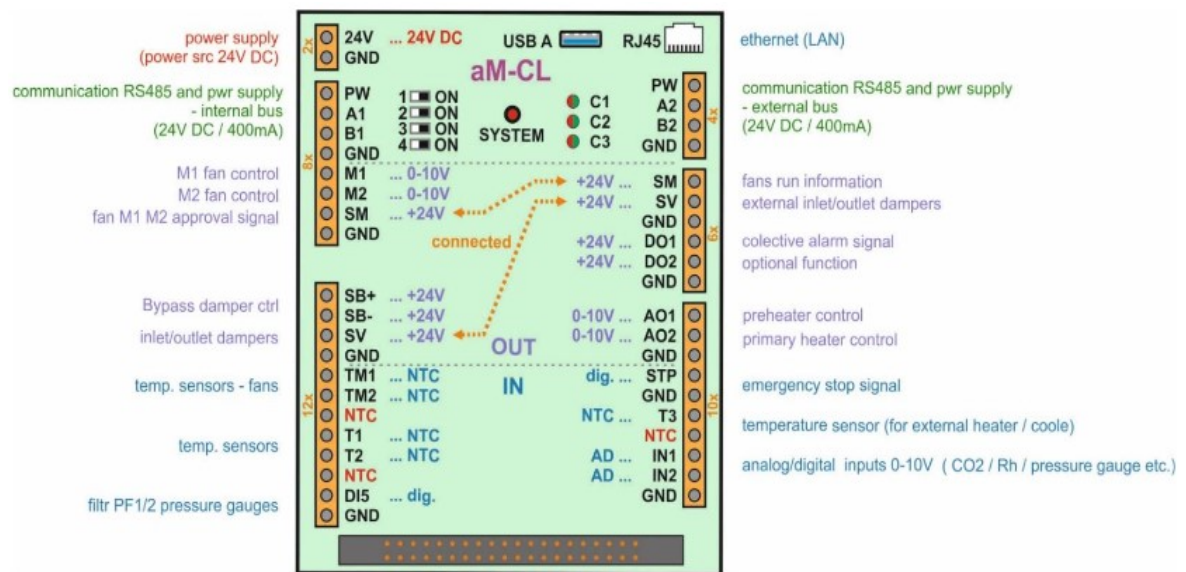 power supply
(power src 24V DC)
communication RS485 and pwr supply
- internal bus
(24V DC / 400mA)
M1 fan control
M2 fan control
fan M1 M2 approval signal
Bypass damper ctrl
inlet/outlet dampers
temp. sensors - fans
temp. sensors
filtr PF1/2 pressure gauges
2x
24V ... 24V DC
GND
USB A
RJ45
aM-CL
8x
PW
A1
B1
GND
M1 ... 0-10V
M2 ... 0-10V
SM ... +24V
GND
1 ON
2 ON
3 ON
4 ON
SYSTEM
C1
C2
C3
connected
12x
SB+ ... +24V
SB- ... +24V
SV ... +24V
GND
TM1 ... NTC
TM2 ... NTC
NTC
T1 ... NTC
T2 ... NTC
NTC
DI5 ... dig.
GND
OUT
IN
4x
PW
A2
B2
GND
6x
+24V ... SM
+24V ... SV
GND
+24V ... DO1
+24V ... DO2
GND
10x
0-10V ... AO1
0-10V ... AO2
GND
dig. ... STP
GND
NTC ... T3
NTC
AD ... IN1
AD ... IN2
GND
ethernet (LAN)
communication RS485 and pwr supply
- external bus
(24V DC / 400mA)
fans run information
external inlet/outlet dampers
colective alarm signal
optional function
preheater control
primary heater control
emergency stop signal
temperature sensor (for external heater / coole)
analog/digital inputs 0-10V ( CO2 / Rh / pressure gauge etc.)